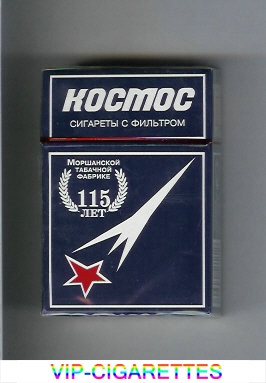 КОСМОС
СИГАРЕТЫ С ФИЛЬТРОМ
МОРШАНСКОЙ
ТАБАЧНОЙ
ФАБРИКЕ
115
ЛЕТ
VIP-CIGARETTES